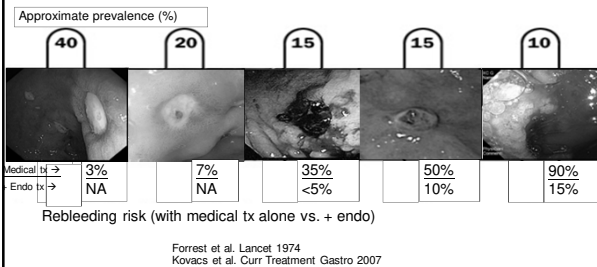 Approximate prevalence (%)
40 20 15 15 10
Medical tx → 3% 7% 35% 50% 90%
Endo tx → NA NA <5% 10% 15%
Rebleeding risk (with medical tx alone vs. + endo)
Forrest et al. Lancet 1974
Kovacs et al. Curr Treatment Gastro 2007